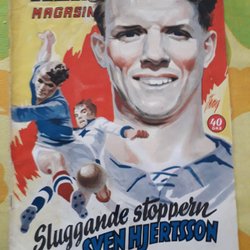 MAGASIN
40
ÖRE
Sluggande stoppern
SVEN HJERTSSON